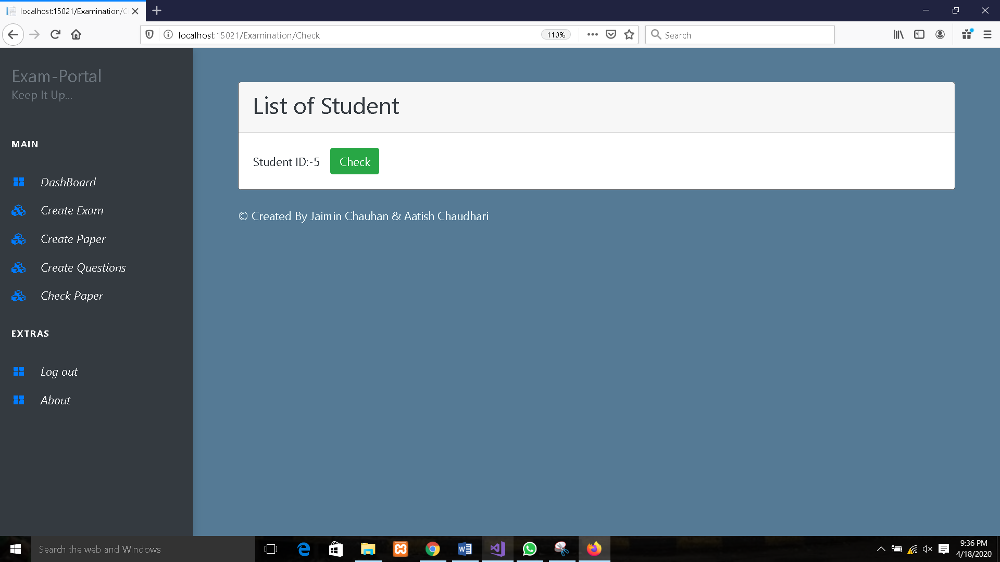 localhost:15021/Examination/C
localhost:15021/Examination/Check
110%
Search
Exam-Portal
Keep It Up...
MAIN
DashBoard
Create Exam
Create Paper
Create Questions
Check Paper
EXTRAS
Log out
About
List of Student
Student ID:-5
Check
© Created By Jaimin Chauhan & Aatish Chaudhari
Search the web and Windows
9:36 PM
4/18/2020